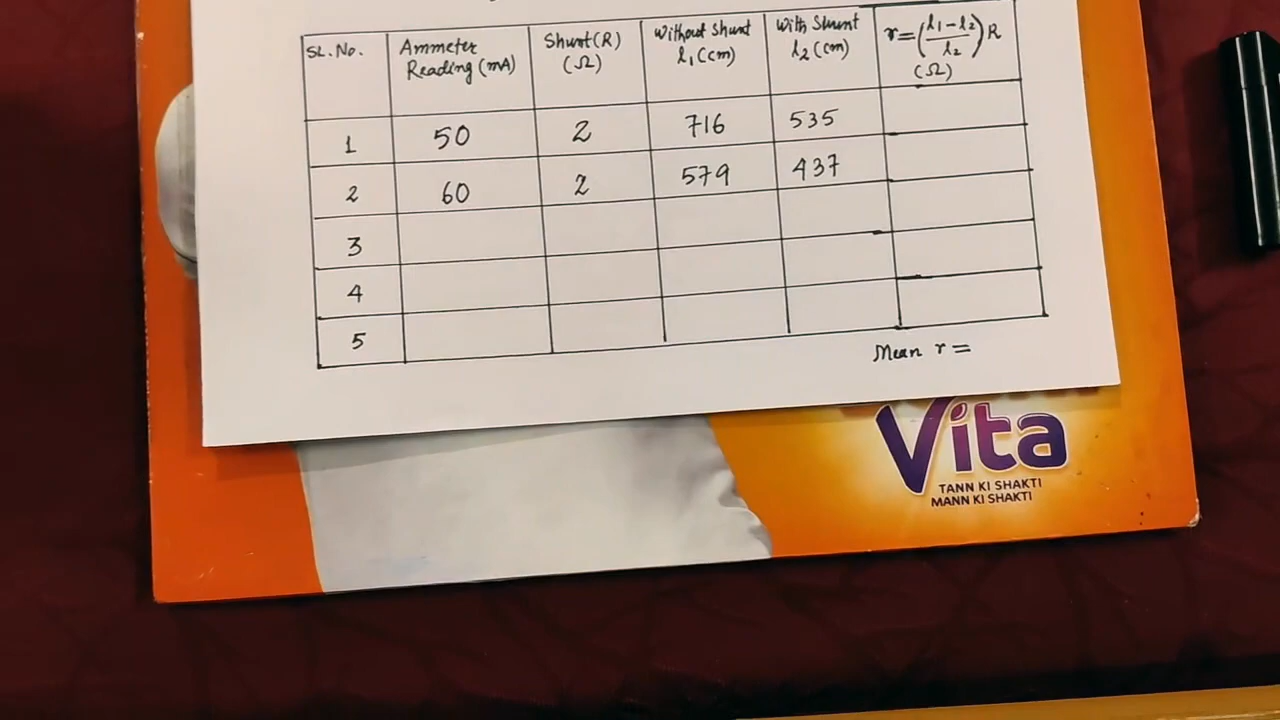 SL.No. Ammeter Reading (mA) Shunt(R) (Ω) Without Shunt l₁(cm) With Shunt l₂(cm) r=(l₁-l₂/l₂)R (Ω)
1 50 2 716 535
2 60 2 579 437
3
4
5
Mean r=
Vita
TANN KI SHAKTI
MANN KI SHAKTI